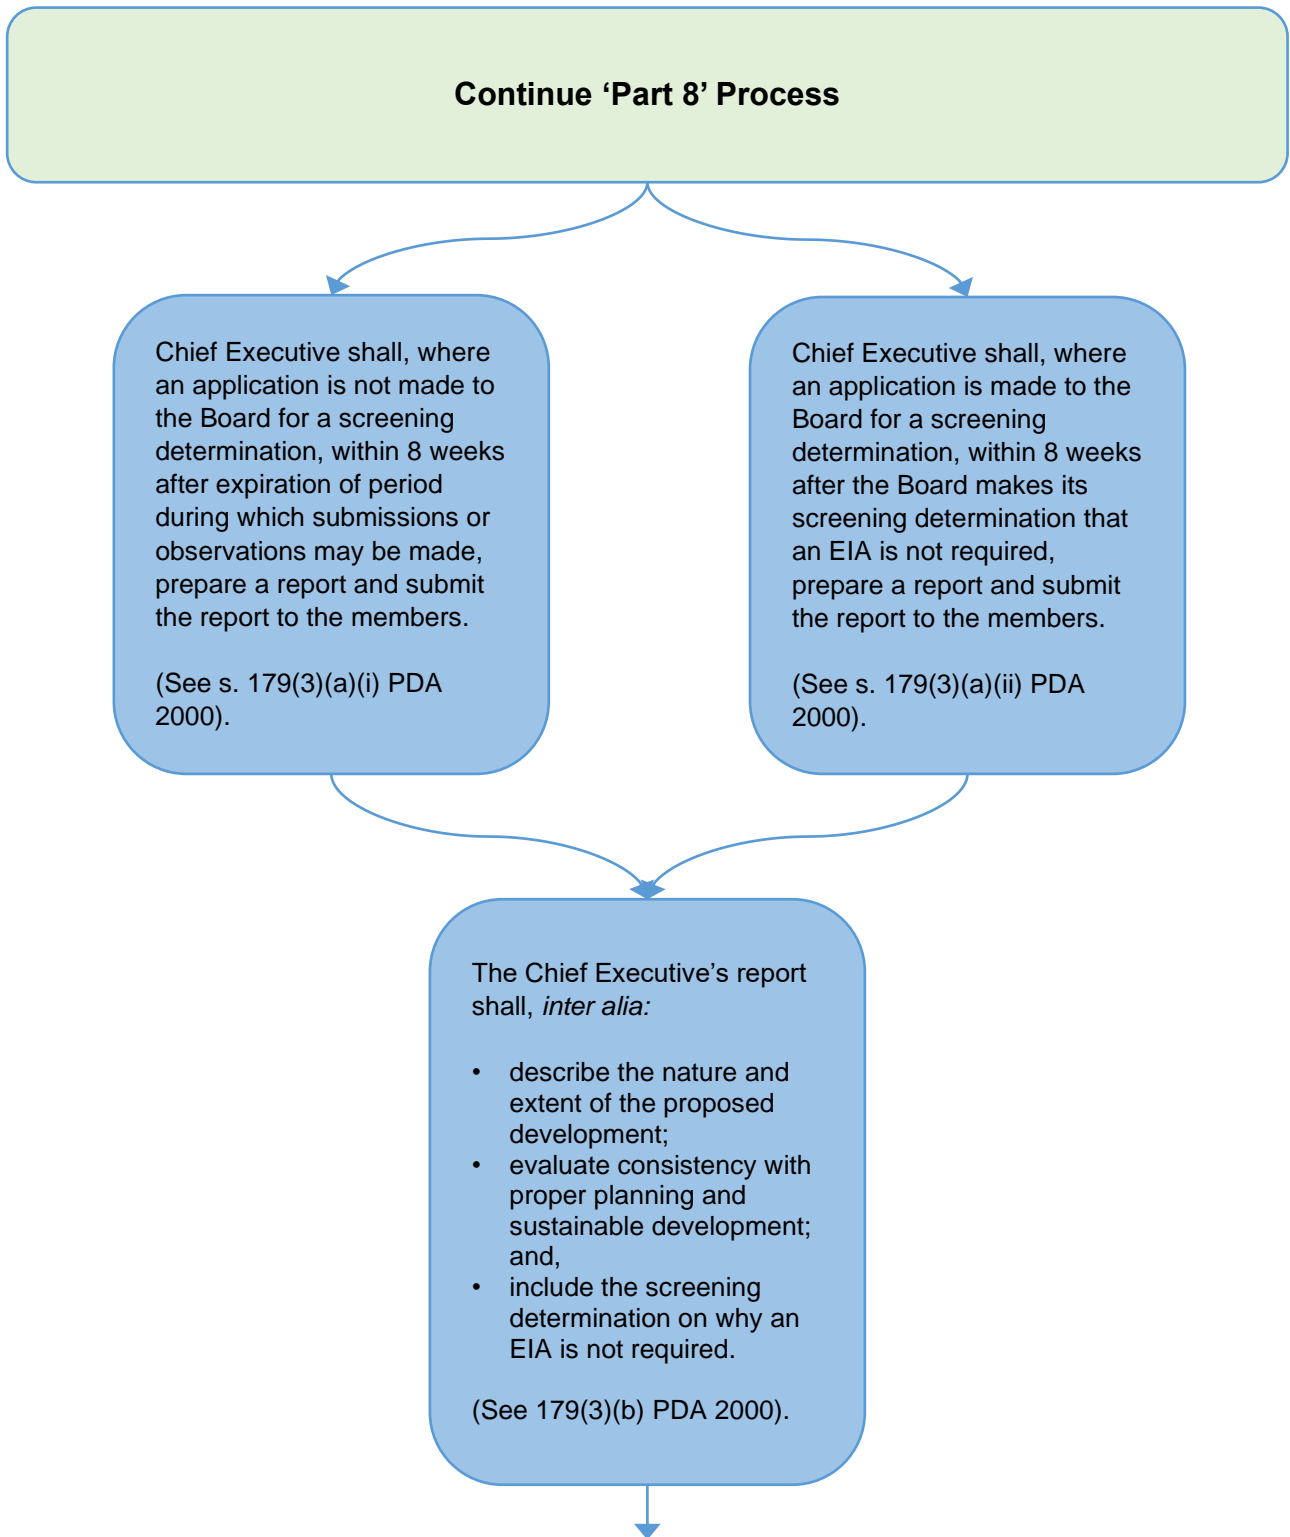 Continue ‘Part 8’ Process
Chief Executive shall, where
an application is not made to
the Board for a screening
determination, within 8 weeks
after expiration of period
during which submissions or
observations may be made,
prepare a report and submit
the report to the members.
(See s. 179(3)(a)(i) PDA
2000).
Chief Executive shall, where
an application is made to the
Board for a screening
determination, within 8 weeks
after the Board makes its
screening determination that
an EIA is not required,
prepare a report and submit
the report to the members.
(See s. 179(3)(a)(ii) PDA
2000).
The Chief Executive’s report
shall, inter alia:
• describe the nature and
extent of the proposed
development;
• evaluate consistency with
proper planning and
sustainable development;
and,
• include the screening
determination on why an
EIA is not required.
(See 179(3)(b) PDA 2000).